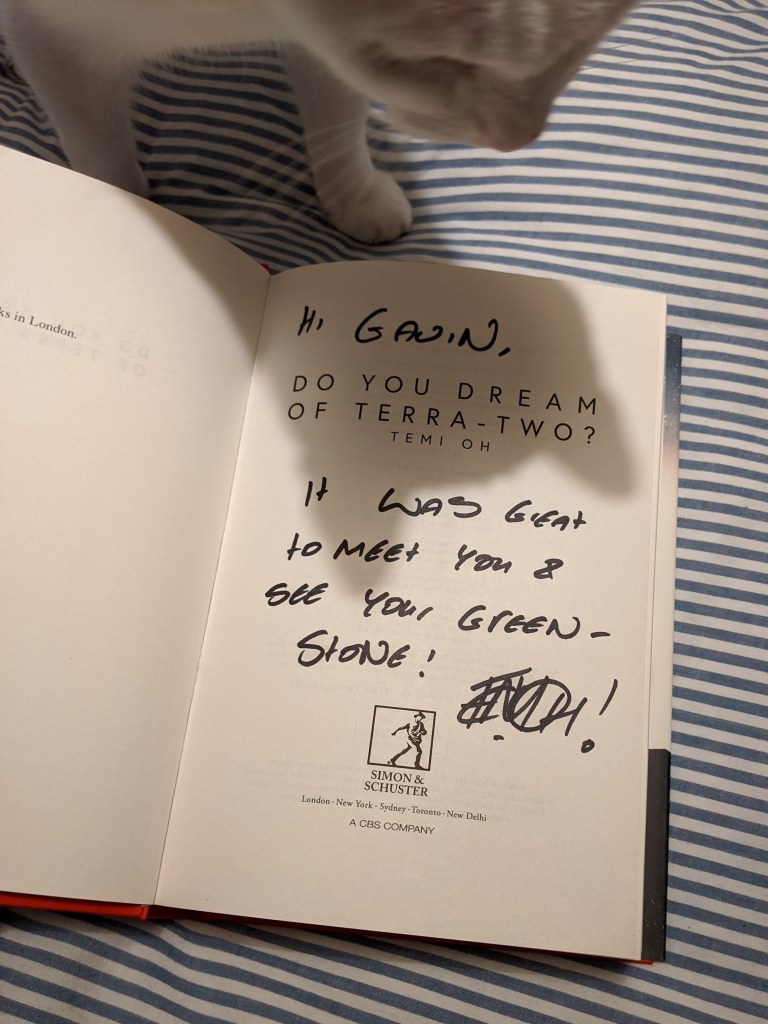 ks in London.
Hi GAVIN,
DO YOU DREAM
OF TERRA-TWO?
TEMI OH
It WAS GrEAt
to MEEt You &
SEE YOUr GrEEN-
StONE!
SIMON &
SCHUSTER
London · New York · Sydney · Toronto · New Delhi
A CBS COMPANY